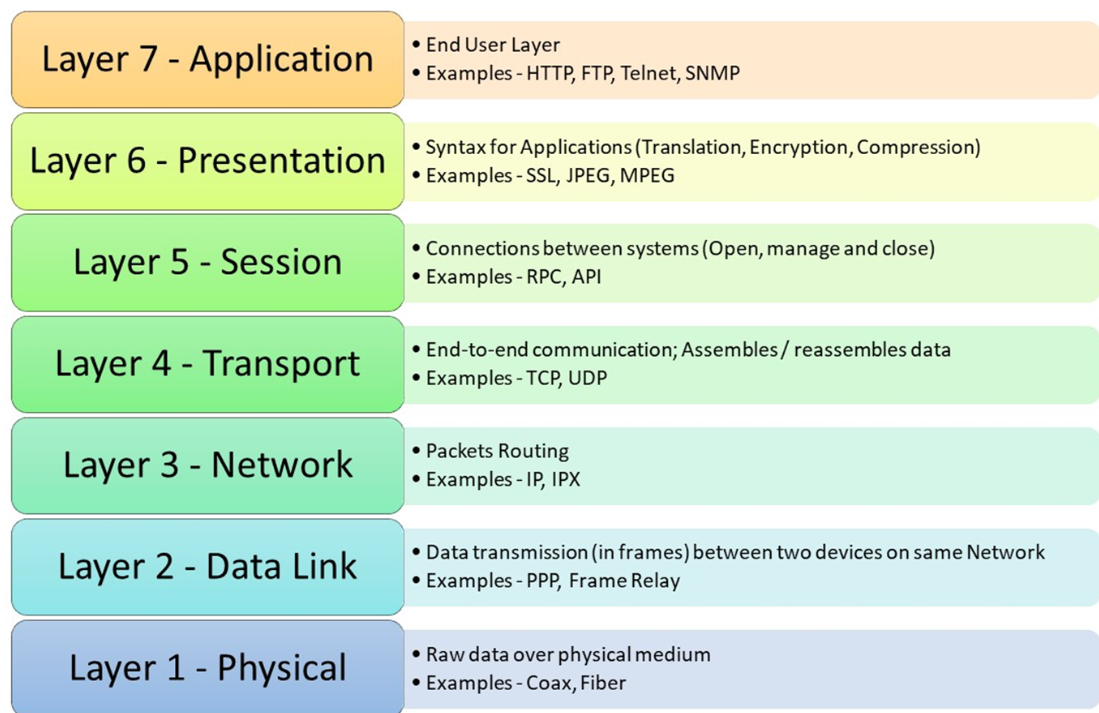 Layer 7 - Application
• End User Layer
• Examples - HTTP, FTP, Telnet, SNMP
Layer 6 - Presentation
• Syntax for Applications (Translation, Encryption, Compression)
• Examples - SSL, JPEG, MPEG
Layer 5 - Session
• Connections between systems (Open, manage and close)
• Examples - RPC, API
Layer 4 - Transport
• End-to-end communication; Assembles / reassembles data
• Examples - TCP, UDP
Layer 3 - Network
• Packets Routing
• Examples - IP, IPX
Layer 2 - Data Link
• Data transmission (in frames) between two devices on same Network
• Examples - PPP, Frame Relay
Layer 1 - Physical
• Raw data over physical medium
• Examples - Coax, Fiber